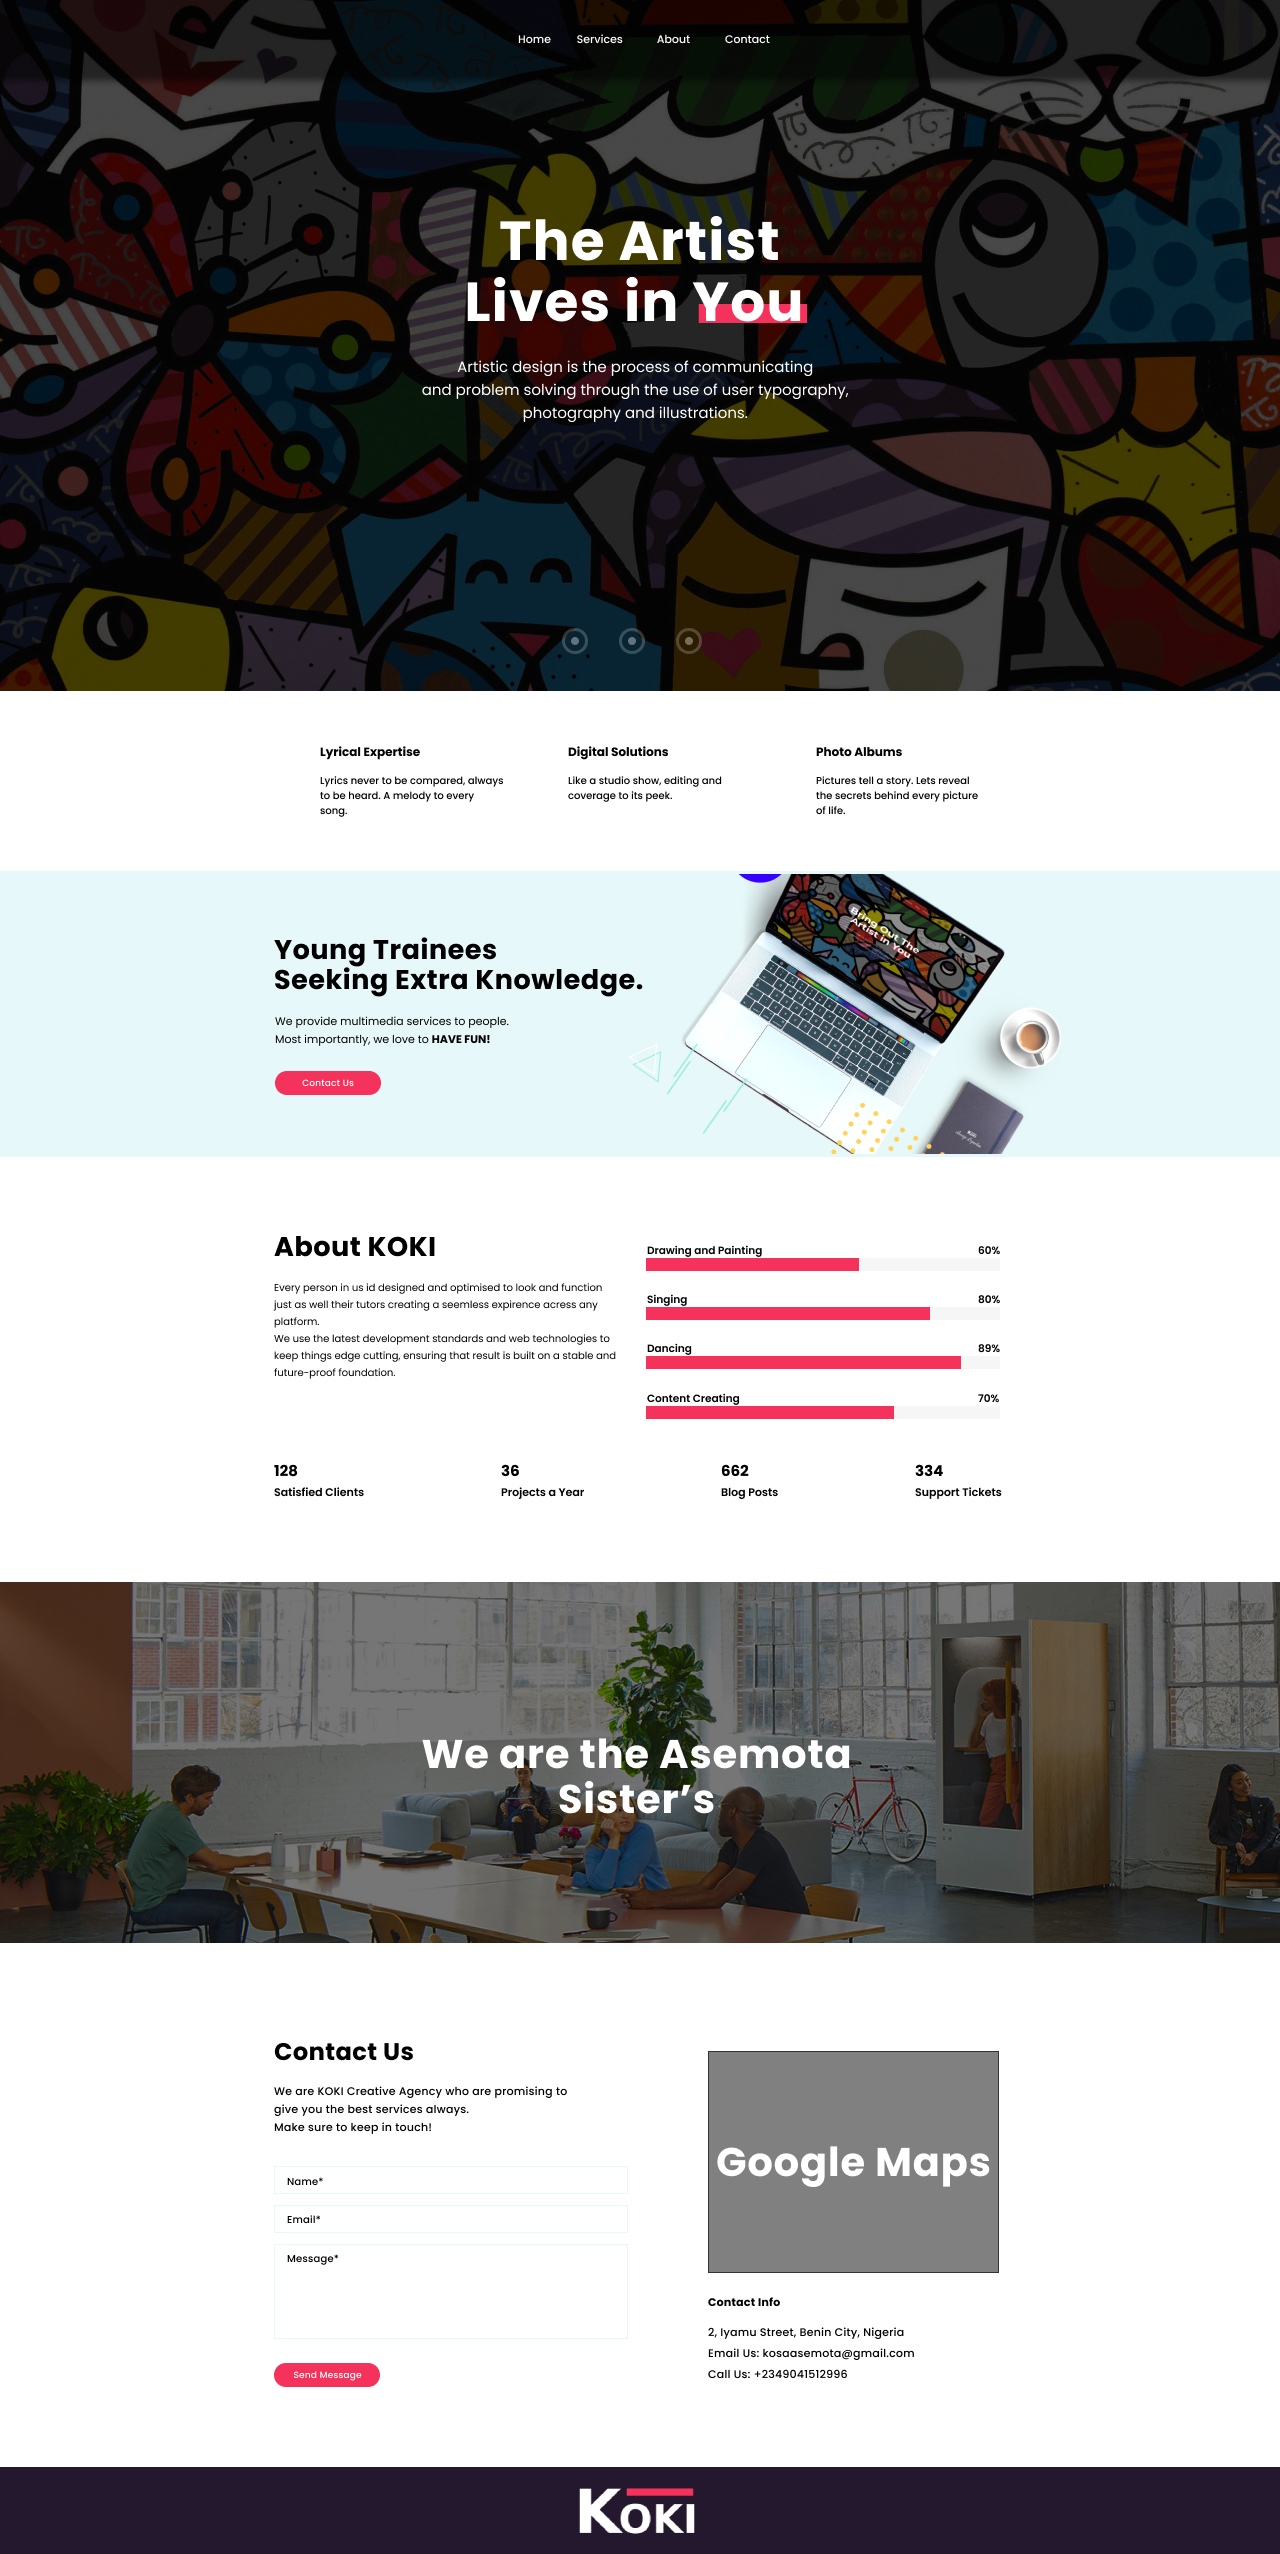 Home Services About Contact
The Artist
Lives in You
Artistic design is the process of communicating
and problem solving through the use of user typography,
photography and illustrations.
Lyrical Expertise
Lyrics never to be compared, always
to be heard. A melody to every
song.
Digital Solutions
Like a studio show, editing and
coverage to its peek.
Photo Albums
Pictures tell a story. Lets reveal
the secrets behind every picture
of life.
Young Trainees
Seeking Extra Knowledge.
We provide multimedia services to people.
Most importantly, we love to HAVE FUN!
Contact Us
Bring Out The
Artist in You
KOKI
About KOKI
Every person in us id designed and optimised to look and function
just as well their tutors creating a seemless expirence acress any
platform.
We use the latest development standards and web technologies to
keep things edge cutting, ensuring that result is built on a stable and
future-proof foundation.
Drawing and Painting 60%
Singing 80%
Dancing 89%
Content Creating 70%
128
Satisfied Clients
36
Projects a Year
662
Blog Posts
334
Support Tickets
We are the Asemota
Sister’s
Contact Us
We are KOKI Creative Agency who are promising to
give you the best services always.
Make sure to keep in touch!
Name*
Email*
Message*
Send Message
Google Maps
Contact Info
2, Iyamu Street, Benin City, Nigeria
Email Us: kosaasemota@gmail.com
Call Us: +2349041512996
KOKI